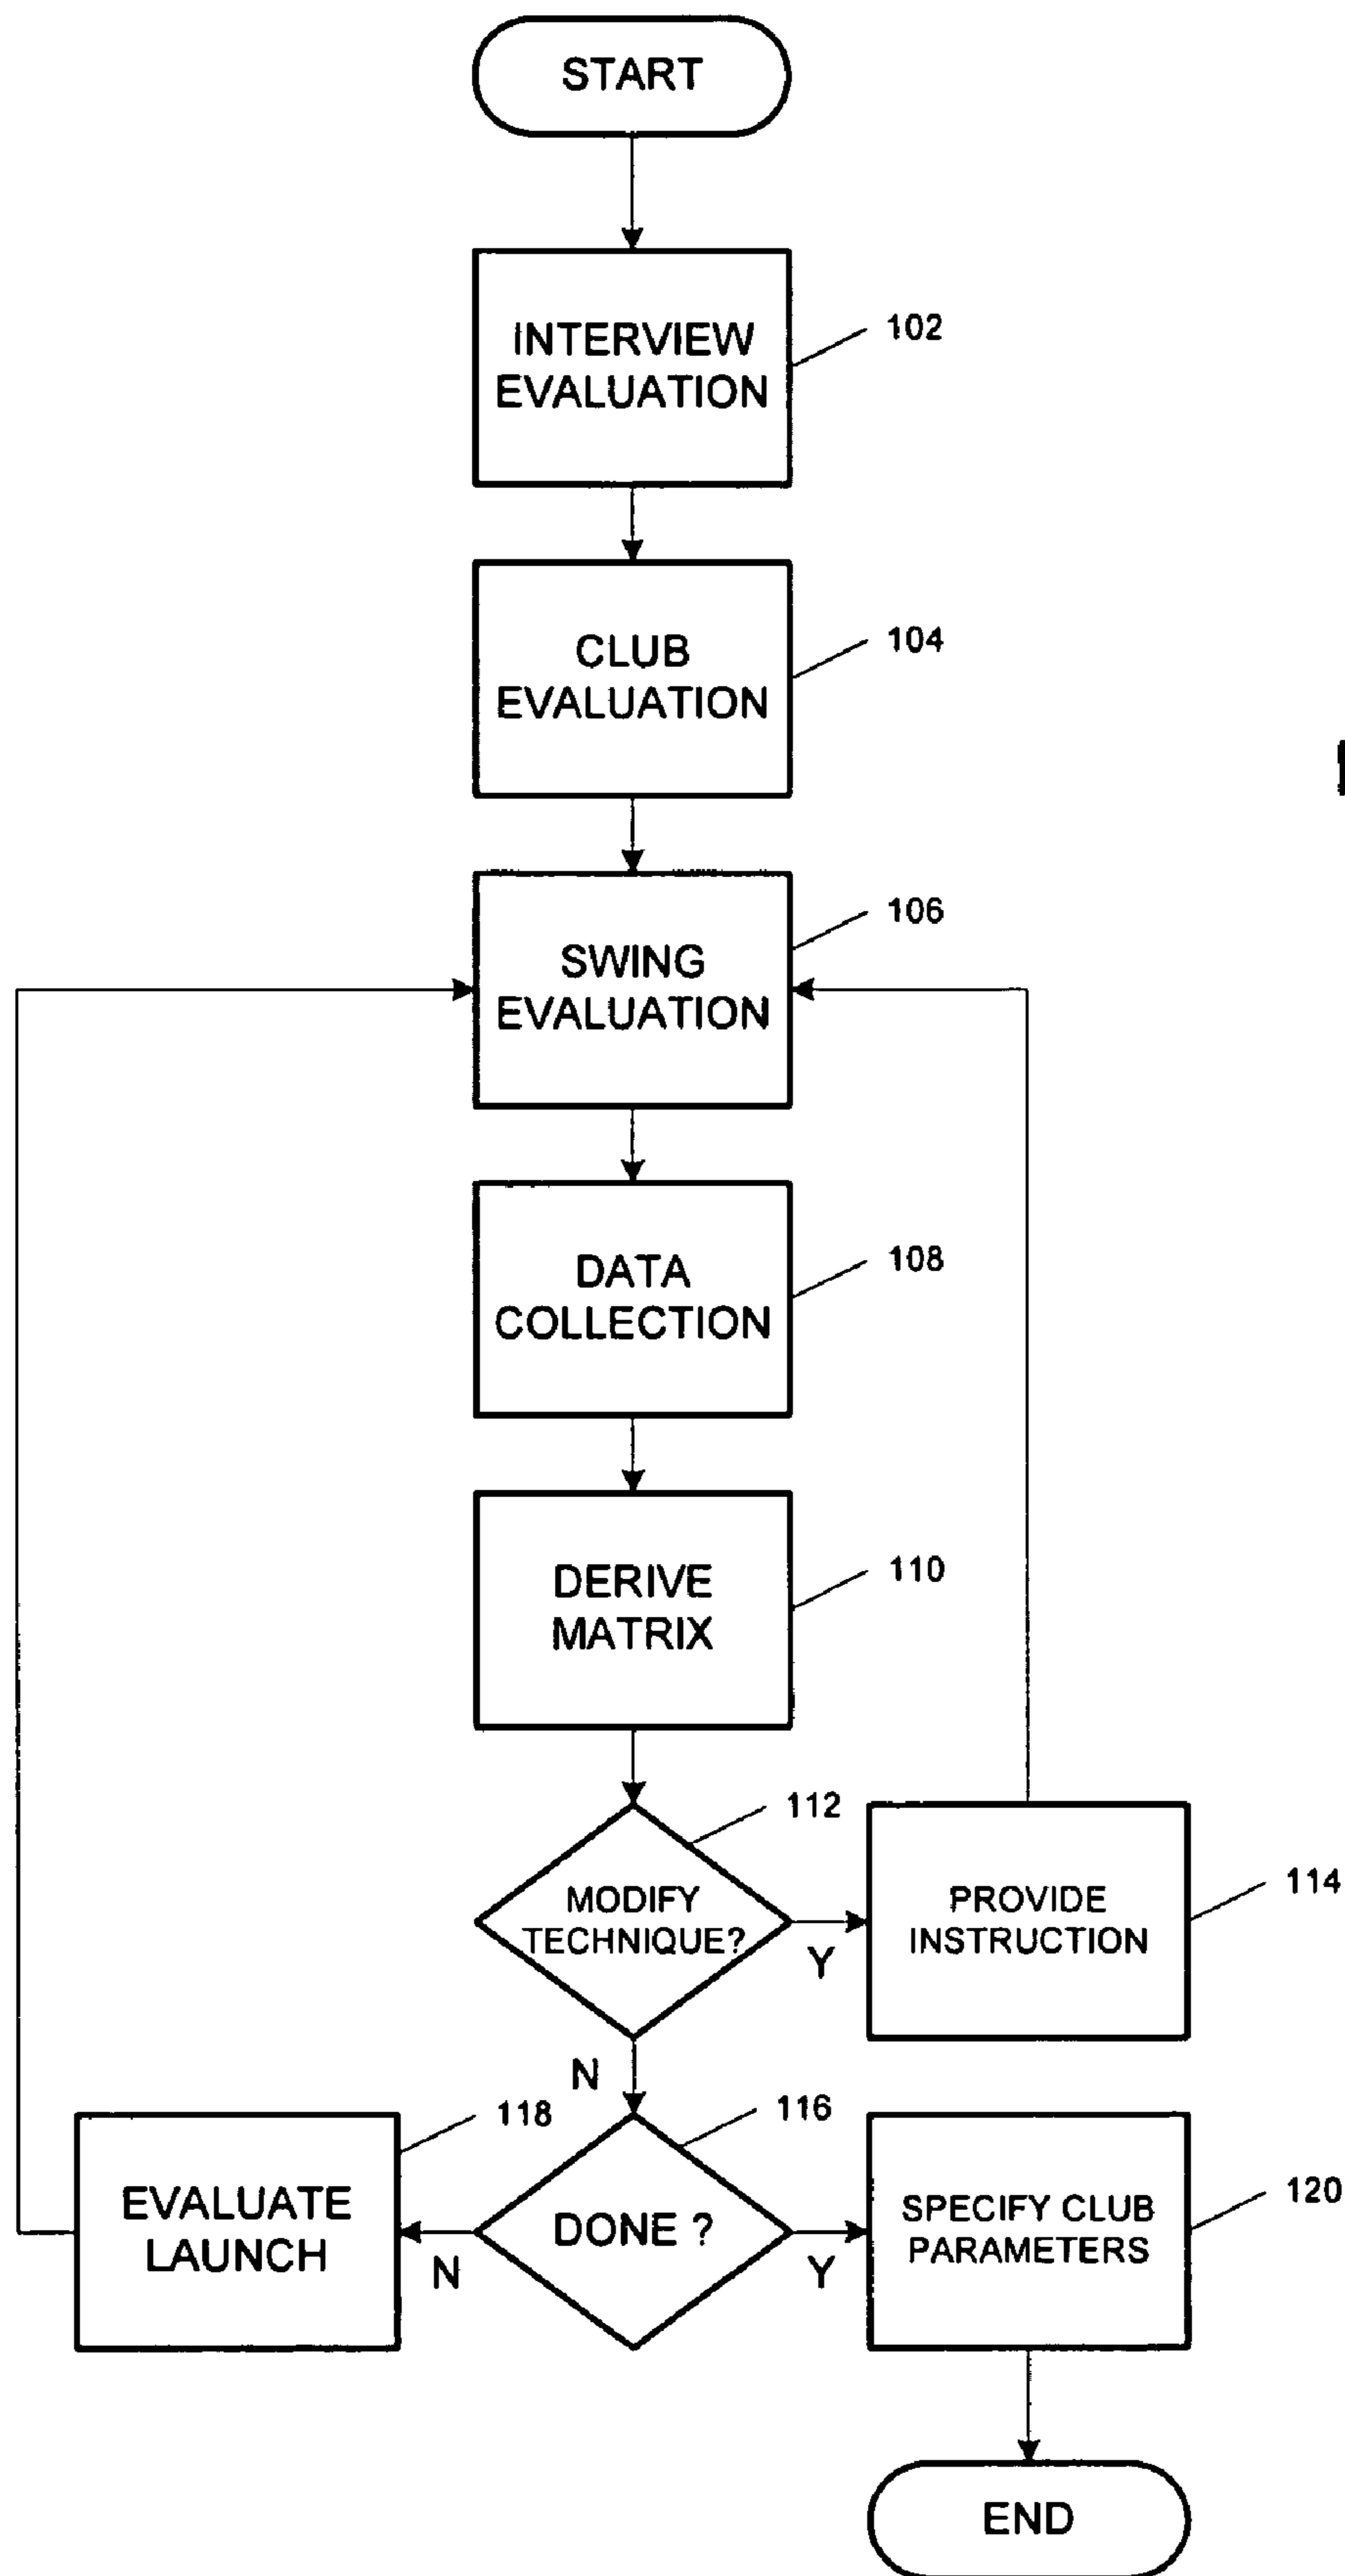 START
INTERVIEW
EVALUATION
102
CLUB
EVALUATION
104
SWING
EVALUATION
106
DATA
COLLECTION
108
DERIVE
MATRIX
110
MODIFY
TECHNIQUE?
112
Y
PROVIDE
INSTRUCTION
114
N
DONE ?
116
N
EVALUATE
LAUNCH
118
Y
SPECIFY CLUB
PARAMETERS
120
END